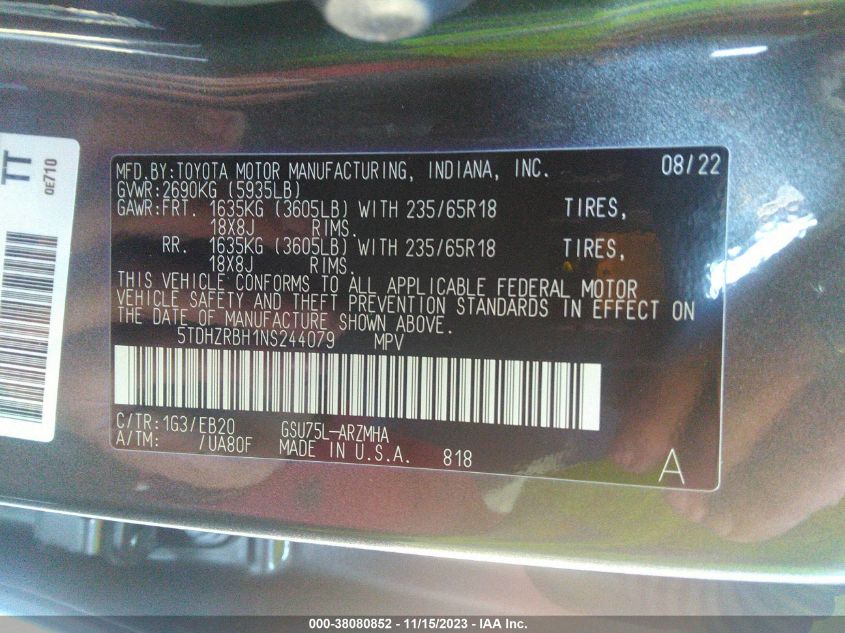 TT
0E710
MFD.BY:TOYOTA MOTOR MANUFACTURING, INDIANA, INC. 08/22
GVWR:2690KG (5935LB)
GAWR:FRT. 1635KG (3605LB) WITH 235/65R18 TIRES,
18X8J RIMS.
RR. 1635KG (3605LB) WITH 235/65R18 TIRES,
18X8J RIMS.
THIS VEHICLE CONFORMS TO ALL APPLICABLE FEDERAL MOTOR
VEHICLE SAFETY AND THEFT PREVENTION STANDARDS IN EFFECT ON
THE DATE OF MANUFACTURE SHOWN ABOVE.
5TDHZRBH1NS244079 MPV
C/TR:1G3/EB20 GSU75L-ARZMHA
A/TM: /UA80F MADE IN U.S.A. 818
A
000-38080852 - 11/15/2023 - IAA Inc.